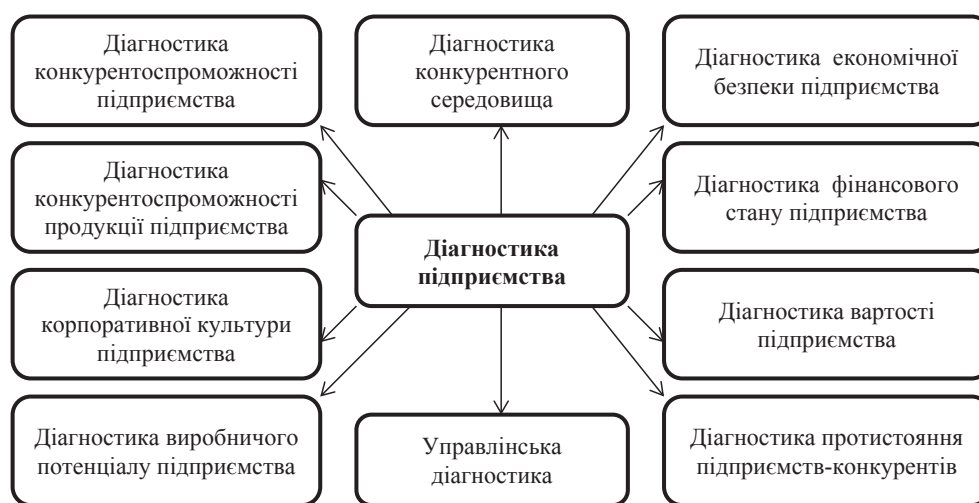 Діагностика
конкурентоспроможності
підприємства
Діагностика
конкурентного
середовища
Діагностика економічної
безпеки підприємства
Діагностика
конкурентоспроможності
продукції підприємства
Діагностика фінансового
стану підприємства
Діагностика
підприємства
Діагностика
корпоративної культури
підприємства
Діагностика вартості
підприємства
Діагностика виробничого
потенціалу підприємства
Управлінська
діагностика
Діагностика протистояння
підприємств-конкурентів